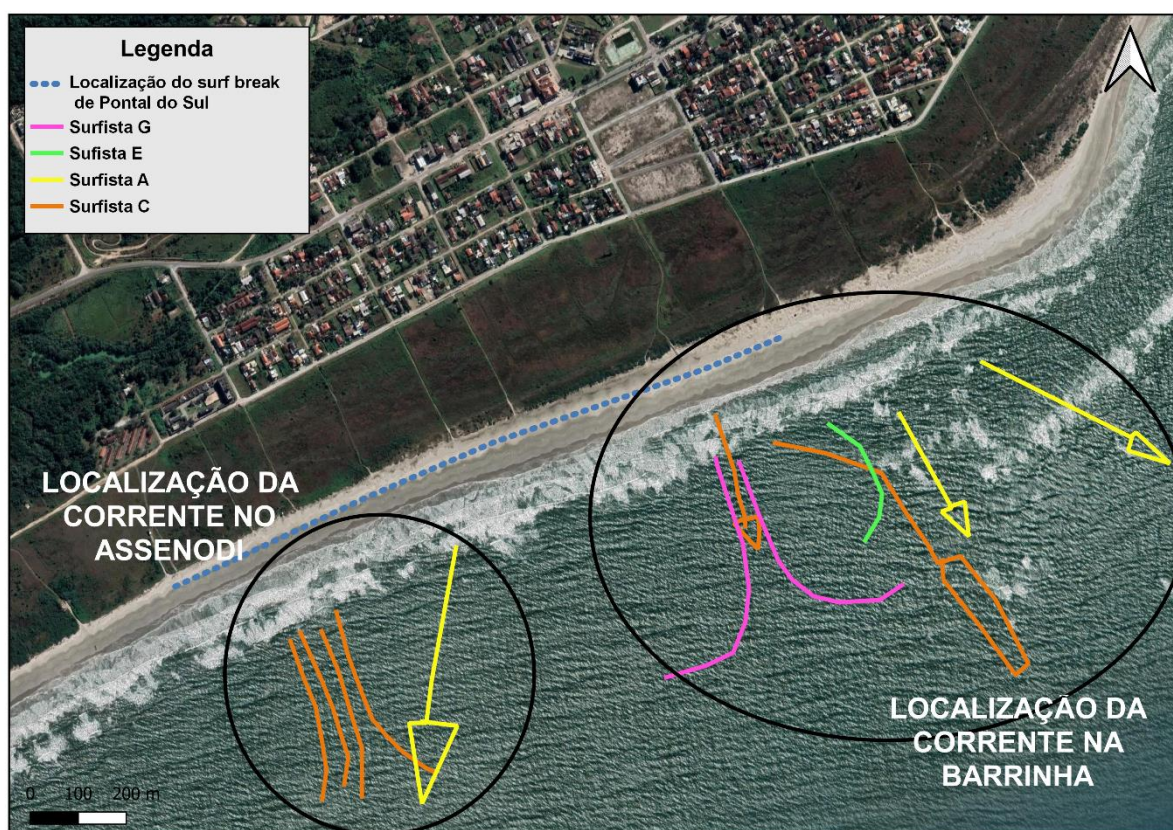 Legenda
Localização do surf break
de Pontal do Sul
Surfista G
Sufista E
Surfista A
Surfista C
LOCALIZAÇÃO DA
CORRENTE NO
ASSENODI
LOCALIZAÇÃO DA
CORRENTE NA
BARRINHA
0 100 200 m